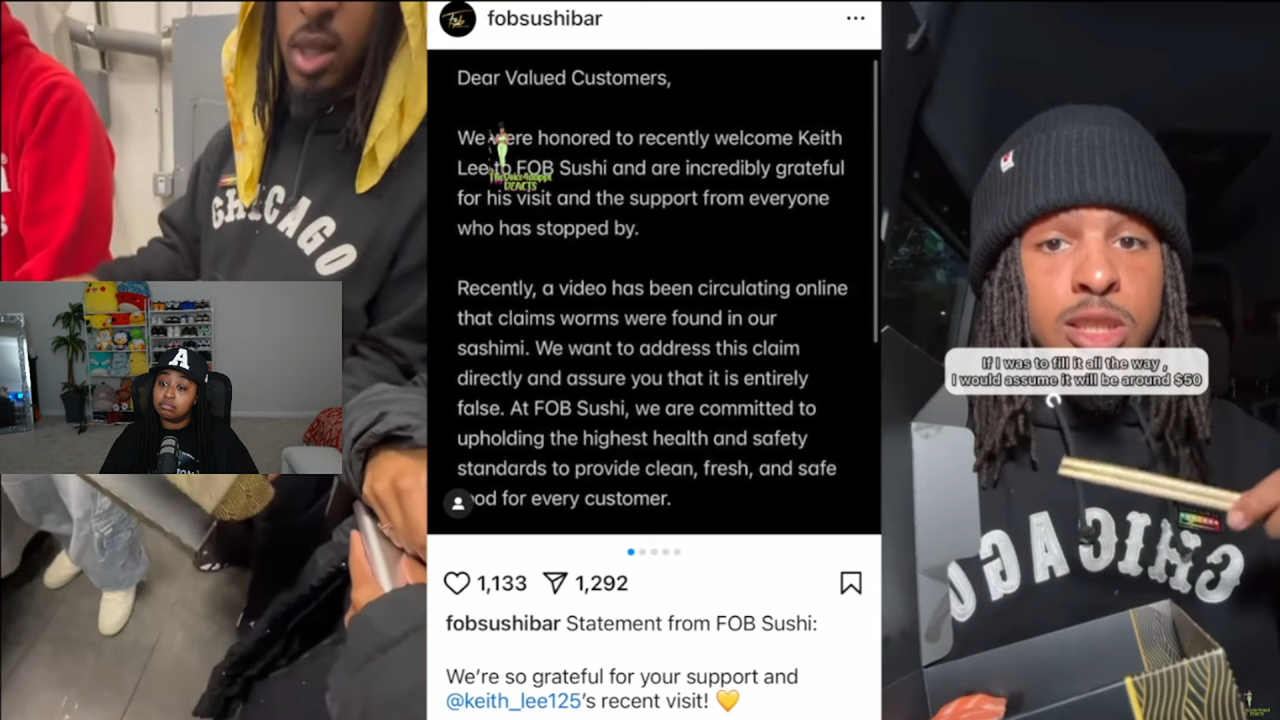 CHICAGO
A
Fob
fobsushibar
Dear Valued Customers,
We were honored to recently welcome Keith
Lee to FOB Sushi and are incredibly grateful
for his visit and the support from everyone
who has stopped by.
Recently, a video has been circulating online
that claims worms were found in our
sashimi. We want to address this claim
directly and assure you that it is entirely
false. At FOB Sushi, we are committed to
upholding the highest health and safety
standards to provide clean, fresh, and safe
ood for every customer.
REACTS
1,133
1,292
fobsushibar Statement from FOB Sushi:
We're so grateful for your support and
@keith_lee125's recent visit! 💛
If I was to fill it all the way ,
I would assume it will be around $50
CHICAGO